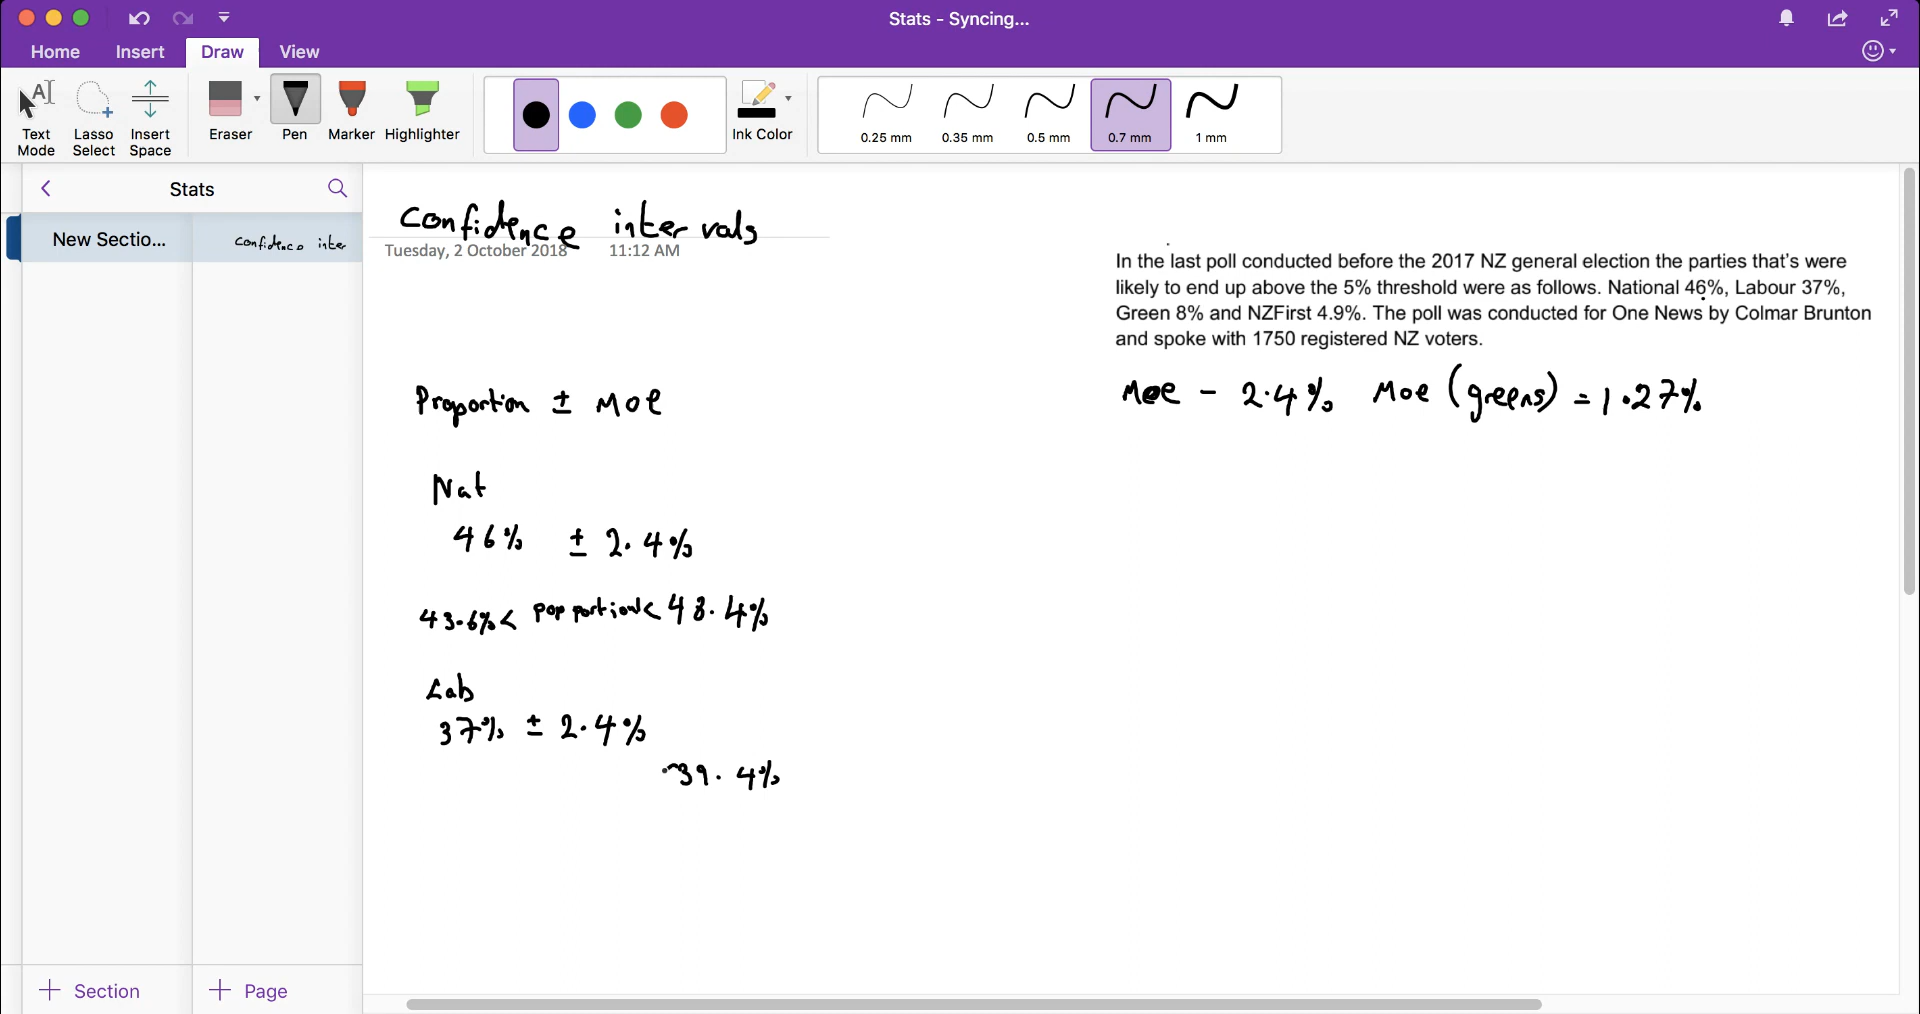 Stats - Syncing...
Home Insert Draw View
Text Mode
Lasso Select
Insert Space
Eraser
Pen
Marker
Highlighter
Ink Color
0.25 mm
0.35 mm
0.5 mm
0.7 mm
1 mm
Stats
New Sectio...
Confidence inter
Confidence intervals
Tuesday, 2 October 2018 11:12 AM
In the last poll conducted before the 2017 NZ general election the parties that's were
likely to end up above the 5% threshold were as follows. National 46%, Labour 37%,
Green 8% and NZFirst 4.9%. The poll was conducted for One News by Colmar Brunton
and spoke with 1750 registered NZ voters.
MOE - 2.4% MOE (greens) = 1.27%
Proportion ± MOE
Nat
46% ± 2.4%
43.6% < pop portion < 48.4%
Lab
37% ± 2.4%
39.4%
+ Section
+ Page